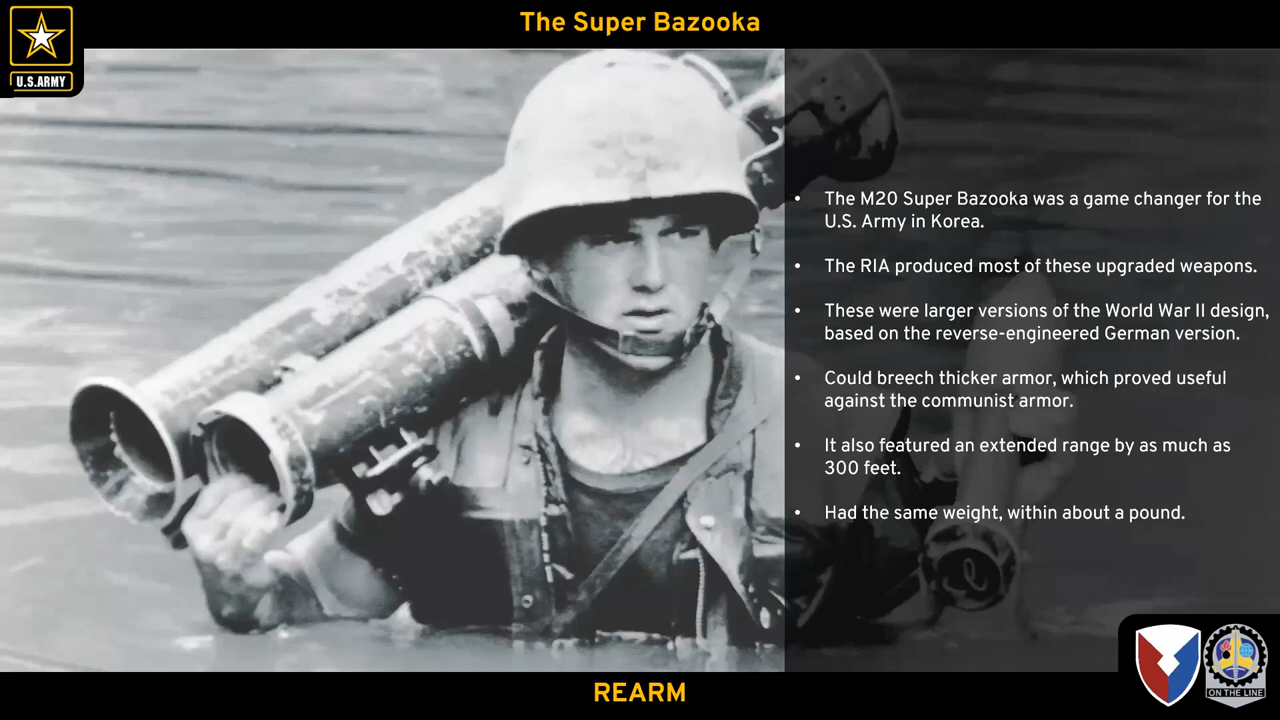 The Super Bazooka
U.S.ARMY
• The M20 Super Bazooka was a game changer for the
U.S. Army in Korea.
• The RIA produced most of these upgraded weapons.
• These were larger versions of the World War II design,
based on the reverse-engineered German version.
• Could breech thicker armor, which proved useful
against the communist armor.
• It also featured an extended range by as much as
300 feet.
• Had the same weight, within about a pound.
REARM
ON THE LINE